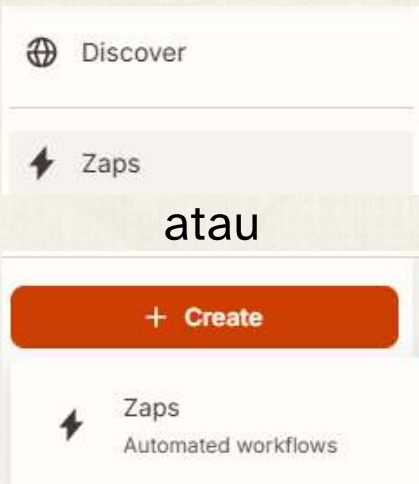 Discover
Zaps
atau
+ Create
Zaps
Automated workflows